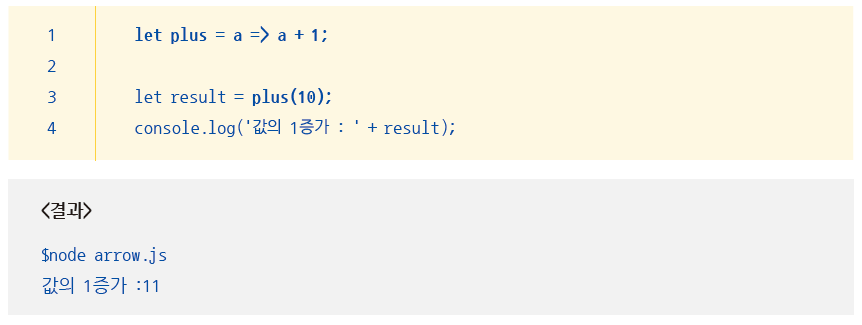 1 let plus = a => a + 1;
2
3 let result = plus(10);
4 console.log('값의 1증가 : ' + result);
<결과>
$node arrow.js
값의 1증가 :11